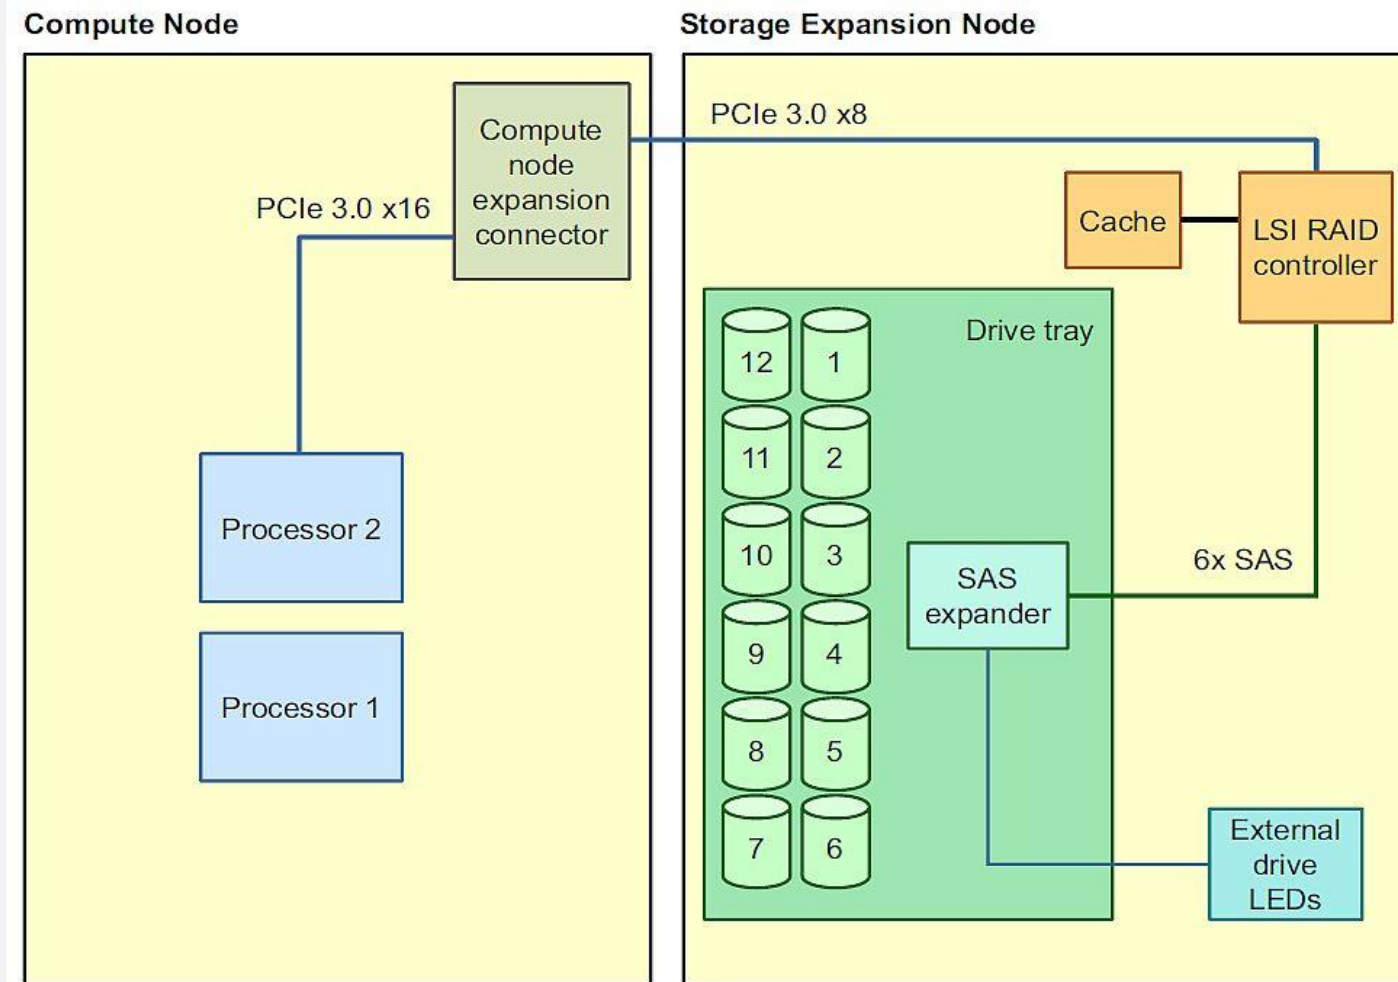 Compute Node
Storage Expansion Node
Compute
node
expansion
connector
PCIe 3.0 x16
Processor 2
Processor 1
PCIe 3.0 x8
Cache
LSI RAID
controller
Drive tray
12 1
11 2
10 3
9 4
8 5
7 6
SAS
expander
6x SAS
External
drive
LEDs